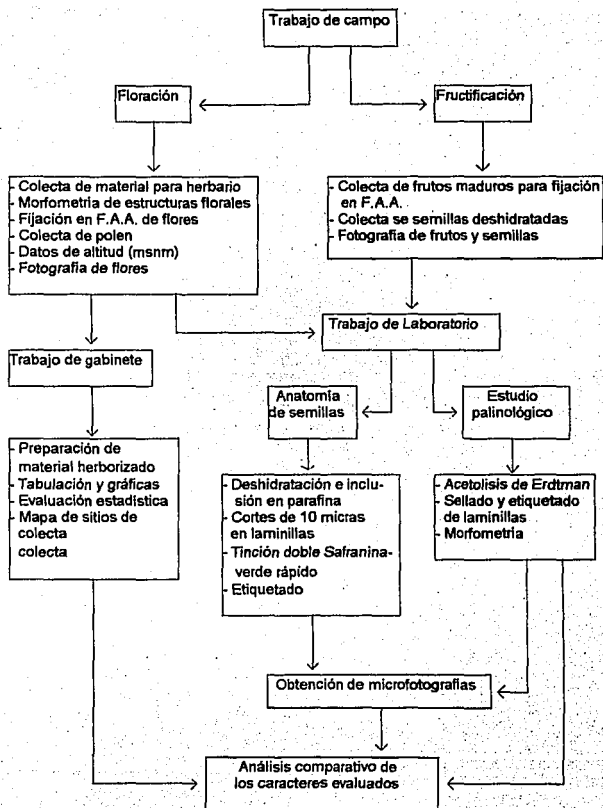 Trabajo de campo
Floración
Fructificación
- Colecta de material para herbario
- Morfometria de estructuras florales
- Fijación en F.A.A. de flores
- Colecta de polen
- Datos de altitud (msnm)
- Fotografia de flores
- Colecta de frutos maduros para fijación
en F.A.A.
- Colecta se semillas deshidratadas
- Fotografia de frutos y semillas
Trabajo de Laboratorio
Trabajo de gabinete
Anatomía
de semillas
Estudio
palinológico
- Preparación de
material herborizado
- Tabulación y gráficas
- Evaluación estadística
- Mapa de sitios de
colecta
colecta
- Deshidratación e inclu-
sión en parafina
- Cortes de 10 micras
en laminillas
- Tinción doble Safranina-
verde rápido
- Etiquetado
- Acetolisis de Erdtman
- Sellado y etiquetado
de laminillas
- Morfometria
Obtención de microfotografias
Análisis comparativo de
los caracteres evaluados